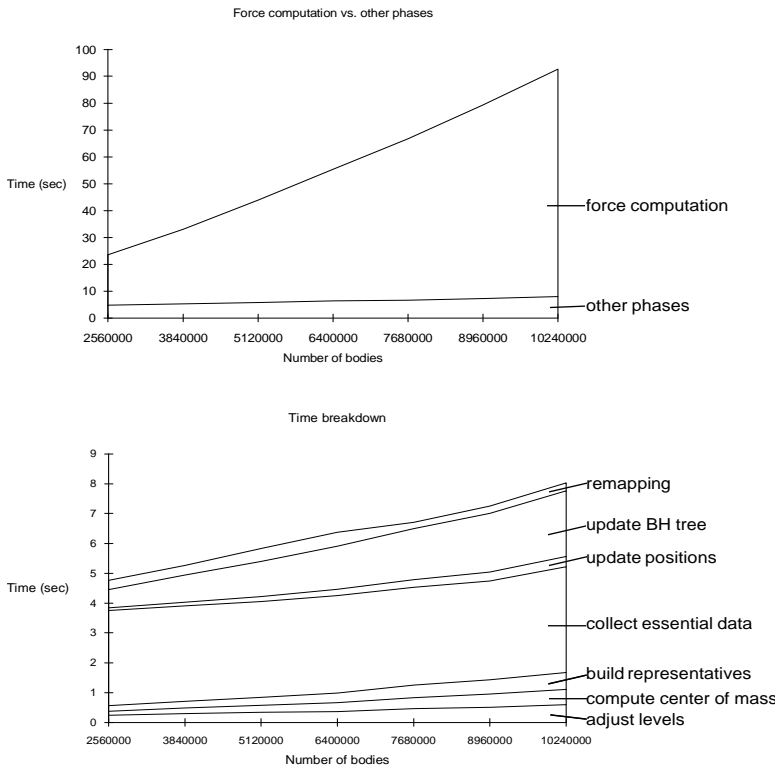 Force computation vs. other phases
100
90
80
70
60
50
40
30
20
10
0
Time (sec)
force computation
other phases
2560000 3840000 5120000 6400000 7680000 8960000 10240000
Number of bodies
Time breakdown
9
8
7
6
5
4
3
2
1
0
Time (sec)
remapping
update BH tree
update positions
collect essential data
build representatives
compute center of mass
adjust levels
2560000 3840000 5120000 6400000 7680000 8960000 10240000
Number of bodies